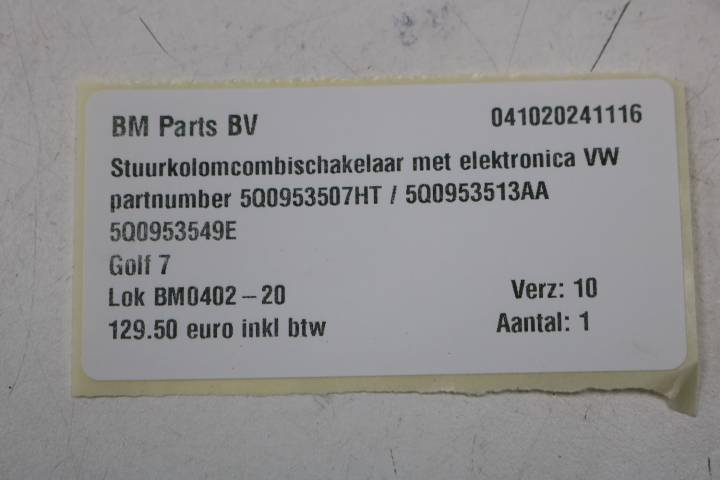 BM Parts BV 041020241116
Stuurkolomcombischakelaar met elektronica VW
partnumber 5Q0953507HT / 5Q0953513AA
5Q0953549E
Golf 7
Lok BM0402-20 Verz: 10
129.50 euro inkl btw Aantal: 1